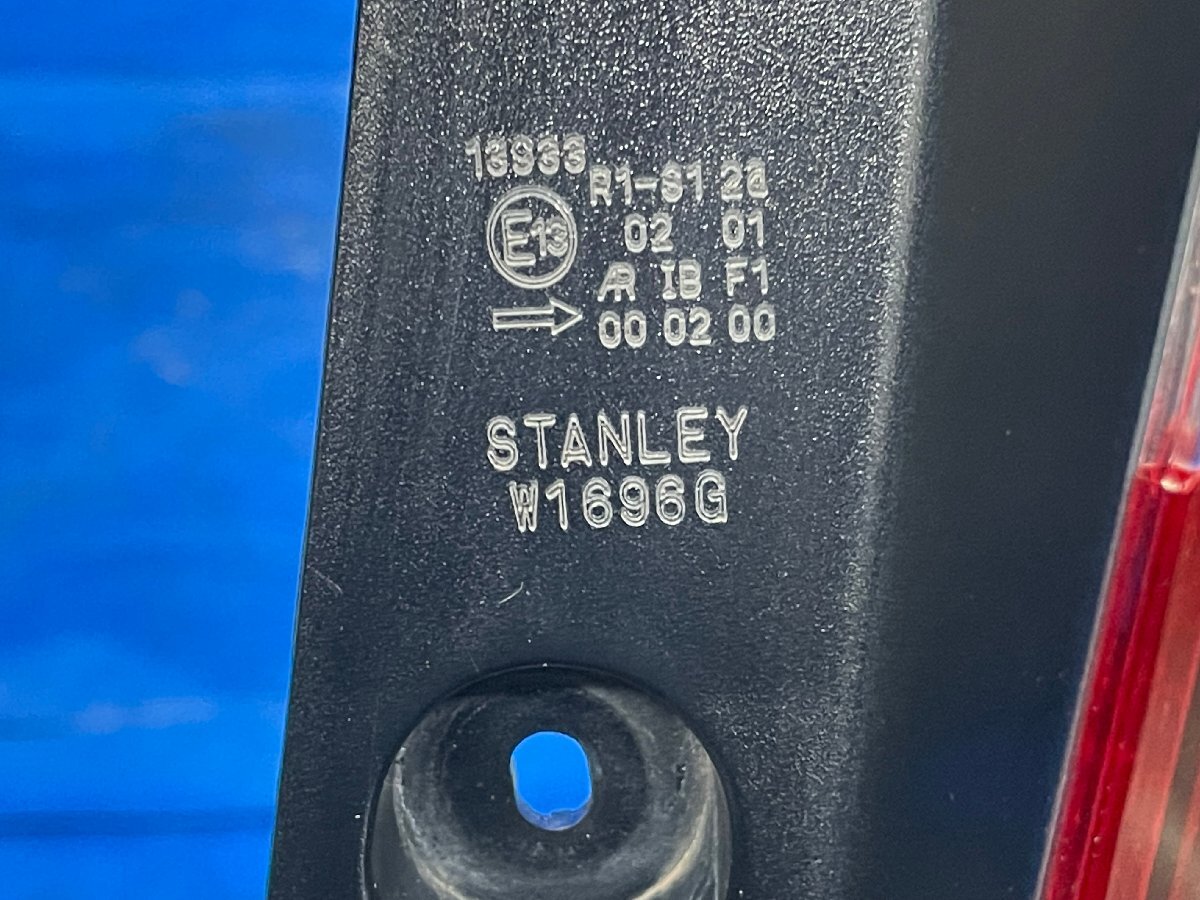 13933
R1-S1 2a
E13
02 01
AR IB F1
00 02 00
STANLEY
W1696G